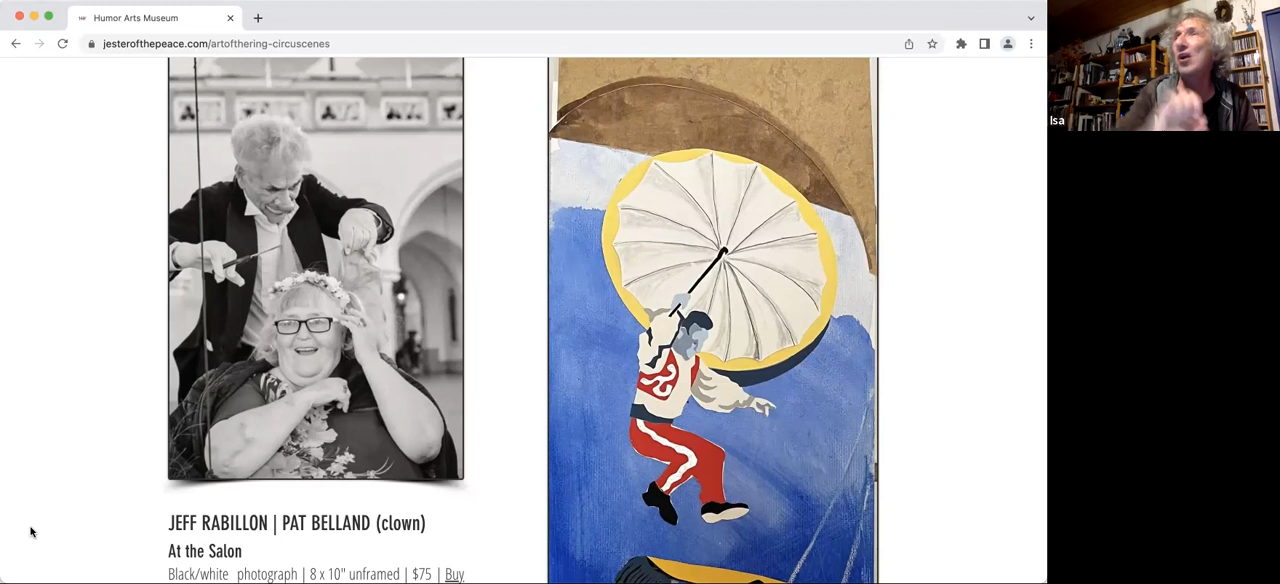 Humor Arts Museum
jesterofthepeace.com/artofthering-circuscenes
Isa
JEFF RABILLON | PAT BELLAND (clown)
At the Salon
Black/white photograph | 8 x 10" unframed | $75 | Buy